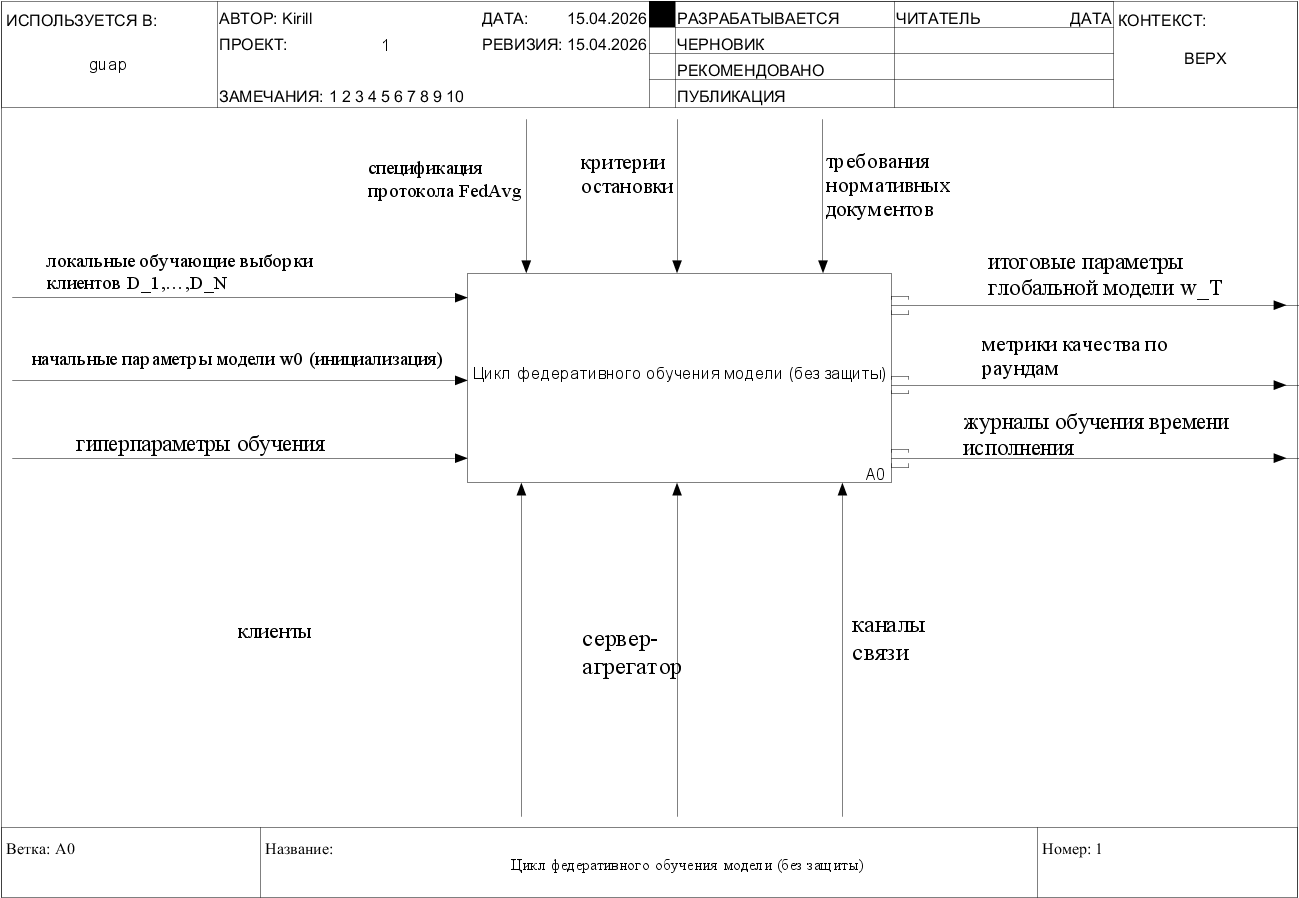 ИСПОЛЬЗУЕТСЯ В:
guap
АВТОР: Kirill
ДАТА: 15.04.2026
ПРОЕКТ: 1
РЕВИЗИЯ: 15.04.2026
ЗАМЕЧАНИЯ: 1 2 3 4 5 6 7 8 9 10
РАЗРАБАТЫВАЕТСЯ
ЧЕРНОВИК
РЕКОМЕНДОВАНО
ПУБЛИКАЦИЯ
ЧИТАТЕЛЬ ДАТА
КОНТЕКСТ:
ВЕРХ
спецификация
протокола FedAvg
критерии
остановки
требования
нормативных
документов
локальные обучающие выборки
клиентов D_1,...,D_N
начальные параметры модели w0 (инициализация)
гиперпараметры обучения
Цикл федеративного обучения модели (без защиты)
A0
итоговые параметры
глобальной модели w_T
метрики качества по
раундам
журналы обучения времени
исполнения
клиенты
сервер-
агрегатор
каналы
связи
Ветка: A0
Название:
Цикл федеративного обучения модели (без защиты)
Номер: 1